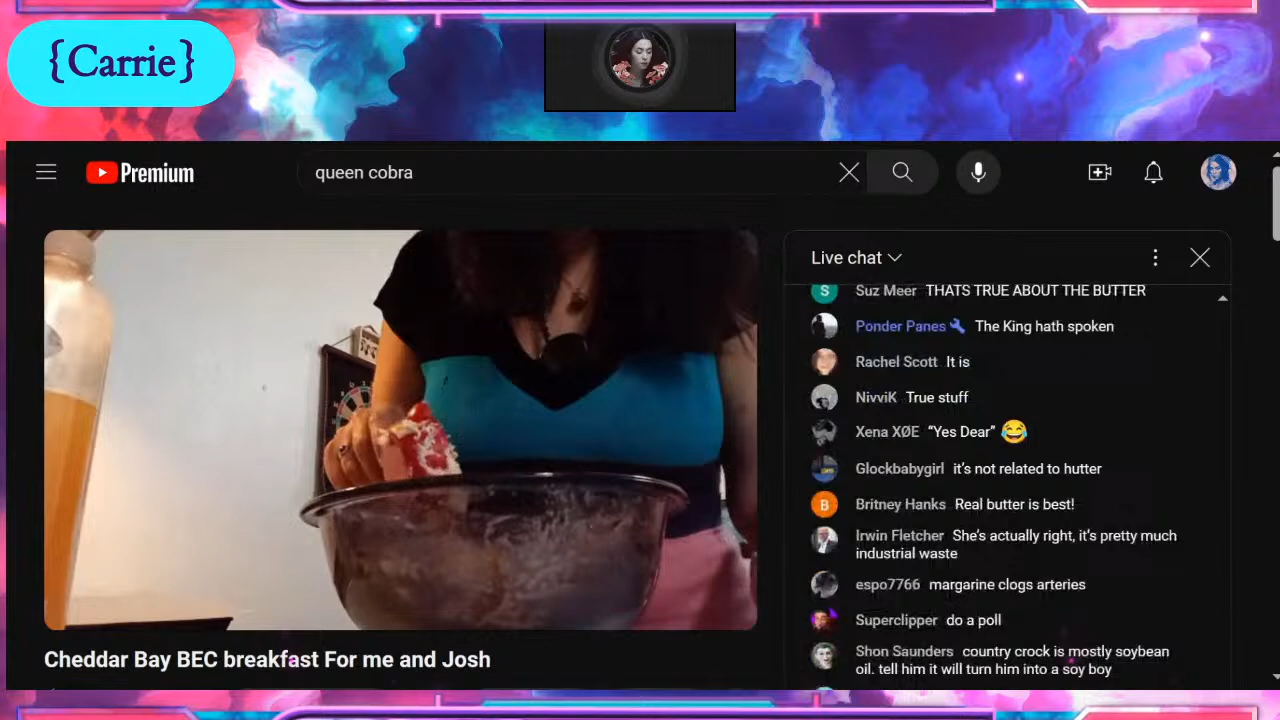 {Carrie}
Premium
queen cobra
Live chat
S Suz Meer THATS TRUE ABOUT THE BUTTER
Ponder Panes The King hath spoken
Rachel Scott It is
NivviK True stuff
Xena XØE “Yes Dear” 😂
Glockbabygirl it's not related to hutter
B Britney Hanks Real butter is best!
Irwin Fletcher She's actually right, it's pretty much
industrial waste
espo7766 margarine clogs arteries
Superclipper do a poll
Shon Saunders country crock is mostly soybean
oil. tell him it will turn him into a soy boy
Cheddar Bay BEC breakfast For me and Josh